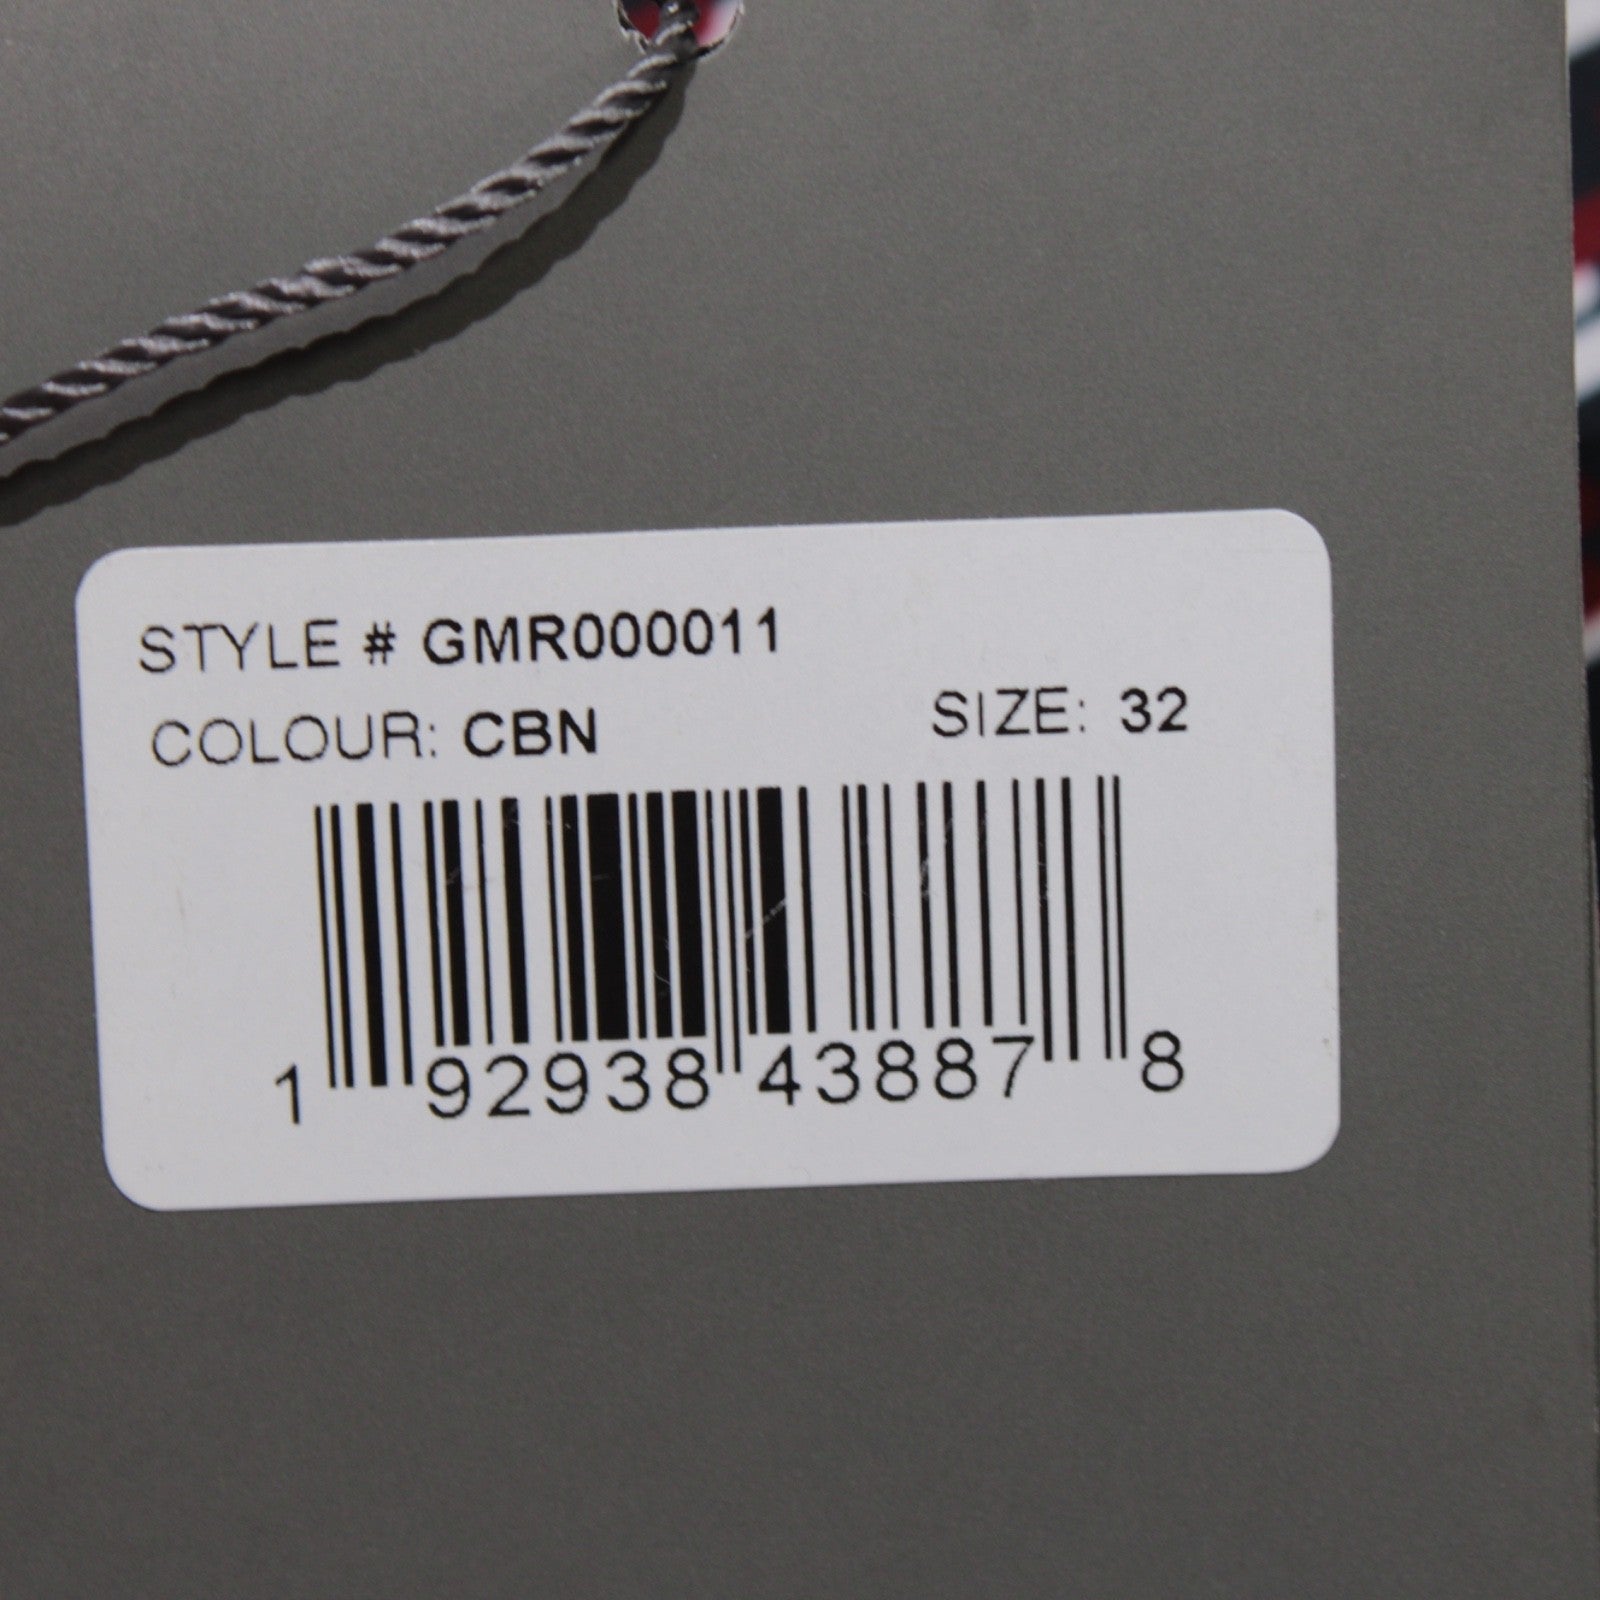 STYLE # GMR000011
COLOUR: CBN SIZE: 32
1 92938 43887 8